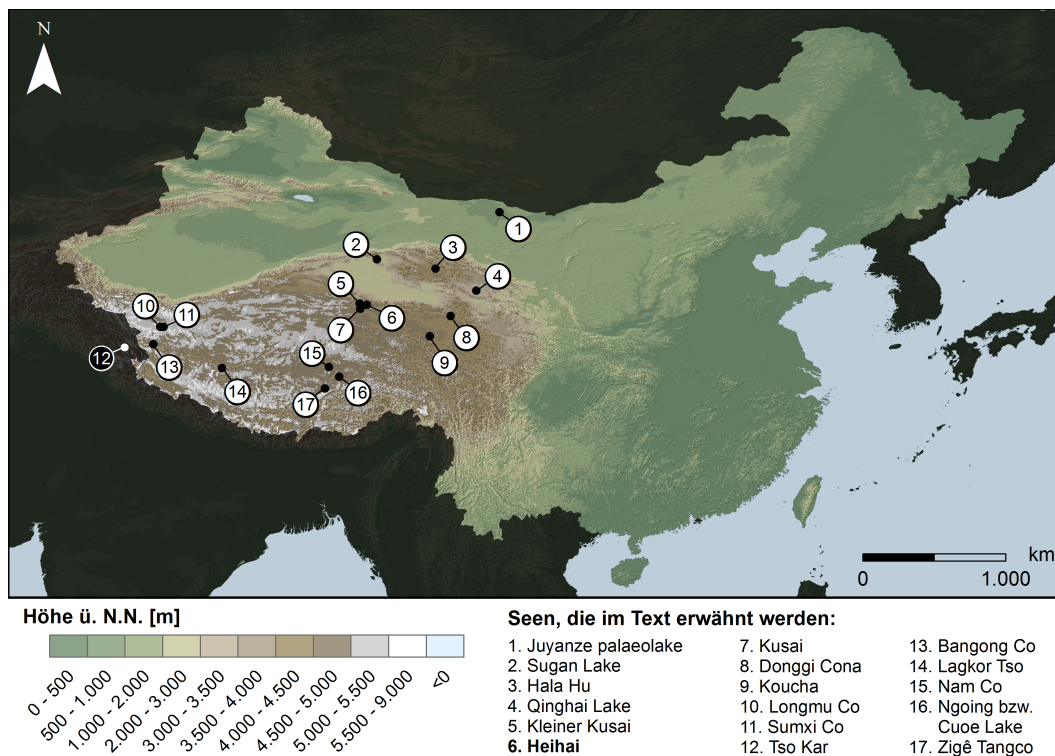 N
1
2
3
4
5
6
7
8
9
10
11
12
13
14
15
16
17
km
0
1.000
Höhe ü. N.N. [m]
0 - 500
500 - 1.000
1.000 - 2.000
2.000 - 3.000
3.000 - 3.500
3.500 - 4.000
4.000 - 4.500
4.500 - 5.000
5.000 - 5.500
5.500 - 9.000
<0
Seen, die im Text erwähnt werden:
1. Juyanze palaeolake
2. Sugan Lake
3. Hala Hu
4. Qinghai Lake
5. Kleiner Kusai
6. Heihai
7. Kusai
8. Donggi Cona
9. Koucha
10. Longmu Co
11. Sumxi Co
12. Tso Kar
13. Bangong Co
14. Lagkor Tso
15. Nam Co
16. Ngoing bzw.
Cuoe Lake
17. Zigê Tangco